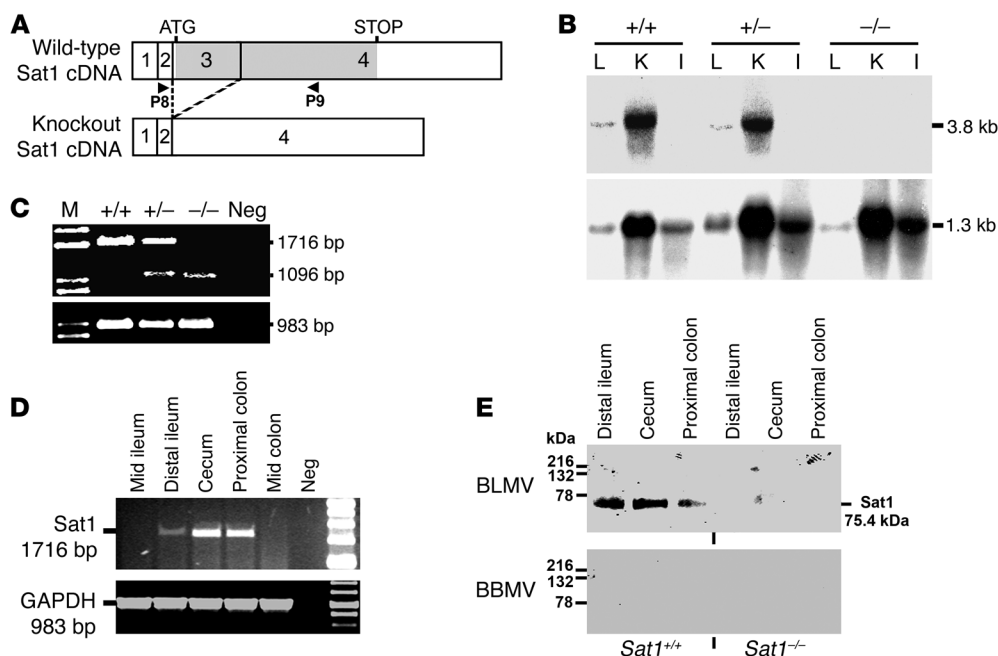 A
ATG STOP
Wild-type
Sat1 cDNA
1 2 3 4
P8 P9
Knockout
Sat1 cDNA
1 2 4
B
+/+ +/– –/–
L K I L K I L K I
3.8 kb
1.3 kb
C
M +/+ +/– –/– Neg
1716 bp
1096 bp
983 bp
D
Mid ileum
Distal ileum
Cecum
Proximal colon
Mid colon
Neg
Sat1
1716 bp
GAPDH
983 bp
E
Distal ileum
Cecum
Proximal colon
Distal ileum
Cecum
Proximal colon
kDa
216
132
78
BLMV
Sat1
75.4 kDa
216
132
78
BBMV
Sat1+/+ Sat1–/–